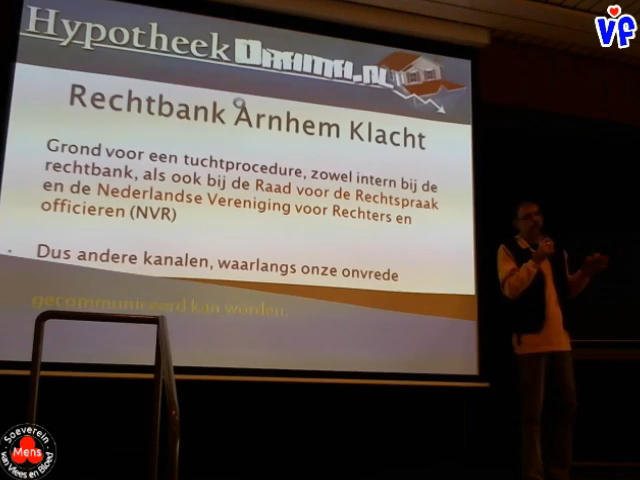 Vf
HypotheekDrama.nl
Rechtbank Arnhem Klacht
Grond voor een tuchtprocedure, zowel intern bij de
rechtbank, als ook bij de Raad voor de Rechtspraak
en de Nederlandse Vereniging voor Rechters en
officieren (NVR)
Dus andere kanalen, waarlangs onze onvrede
gecommuniceerd kan worden.
Soeverein
Mens
van Vlees en Bloed